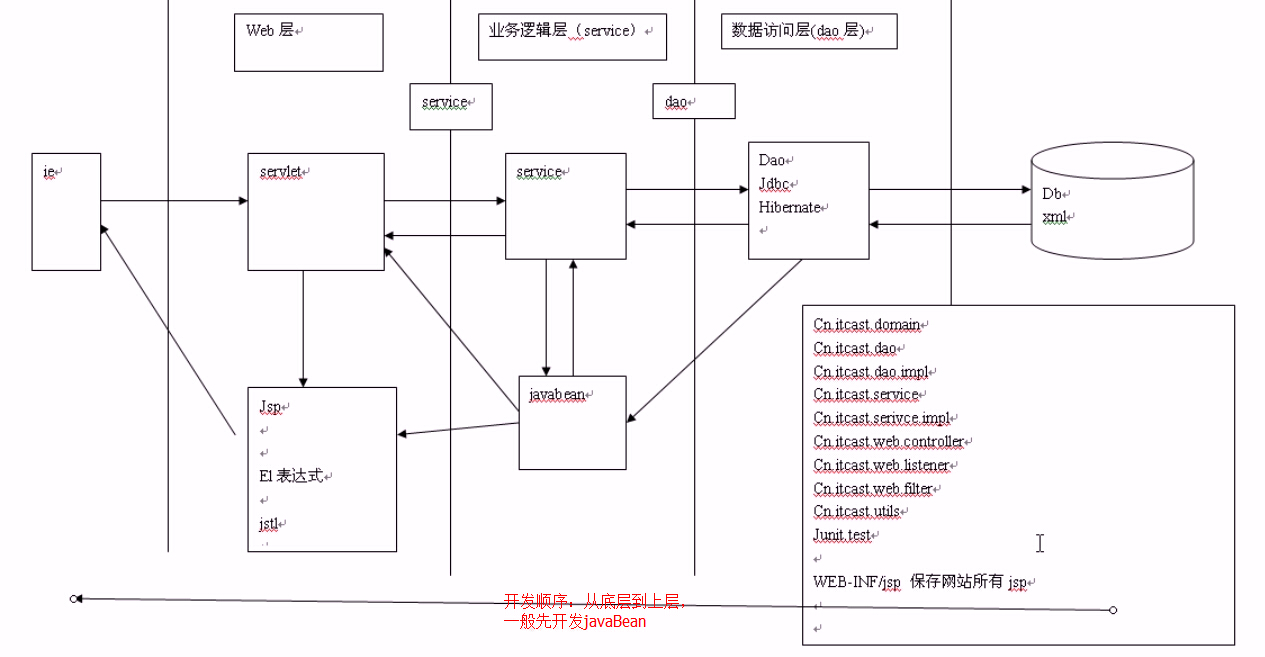 Web 层
业务逻辑层（service）
数据访问层(dao 层)
service
dao
ie
servlet
service
Dao
Jdbc
Hibernate
Db
xml
Jsp
El 表达式
jstl
javabean
Cn.itcast.domain
Cn.itcast.dao
Cn.itcast.dao.impl
Cn.itcast.service
Cn.itcast.serivce.impl
Cn.itcast.web.controller
Cn.itcast.web.listener
Cn.itcast.web.filter
Cn.itcast.utils
Junit.test
WEB-INF/jsp 保存网站所有 jsp
开发顺序：从底层到上层，
一般先开发javaBean